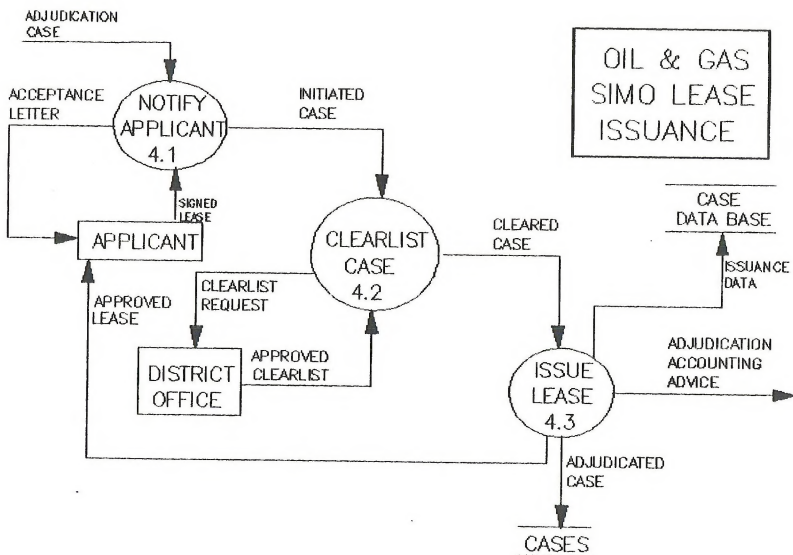 ADJUDICATION
CASE
OIL & GAS
SIMO LEASE
ISSUANCE
ACCEPTANCE
LETTER
NOTIFY
APPLICANT
4.1
INITIATED
CASE
SIGNED
LEASE
APPLICANT
CASE
DATA BASE
CLEARLIST
CASE
4.2
CLEARED
CASE
ISSUANCE
DATA
APPROVED
LEASE
CLEARLIST
REQUEST
DISTRICT
OFFICE
APPROVED
CLEARLIST
ISSUE
LEASE
4.3
ADJUDICATION
ACCOUNTING
ADVICE
ADJUDICATED
CASE
CASES